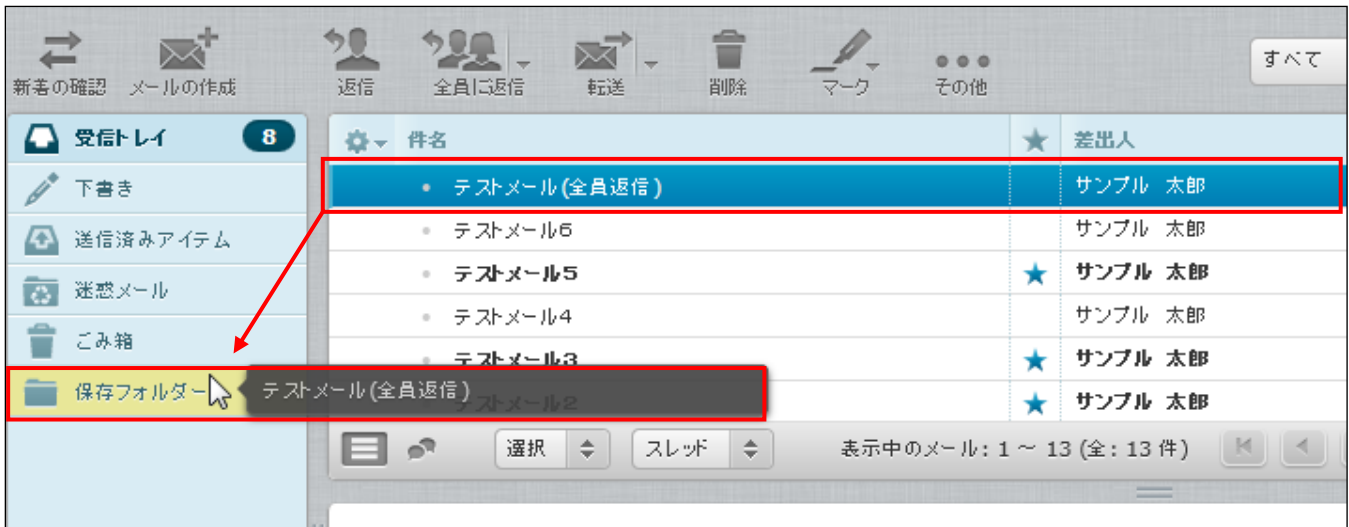 新着の確認 メールの作成 返信 全員に返信 転送 削除 マーク その他 すべて
受信トレイ 8 件名 差出人
下書き テストメール(全員返信) サンプル 太郎
送信済みアイテム テストメール6 サンプル 太郎
迷惑メール テストメール5 サンプル 太郎
ごみ箱 テストメール4 サンプル 太郎
テストメール3 サンプル 太郎
保存フォルダー テストメール(全員返信) テストメール2 サンプル 太郎
選択 スレッド 表示中のメール: 1 ~ 13 (全: 13 件)